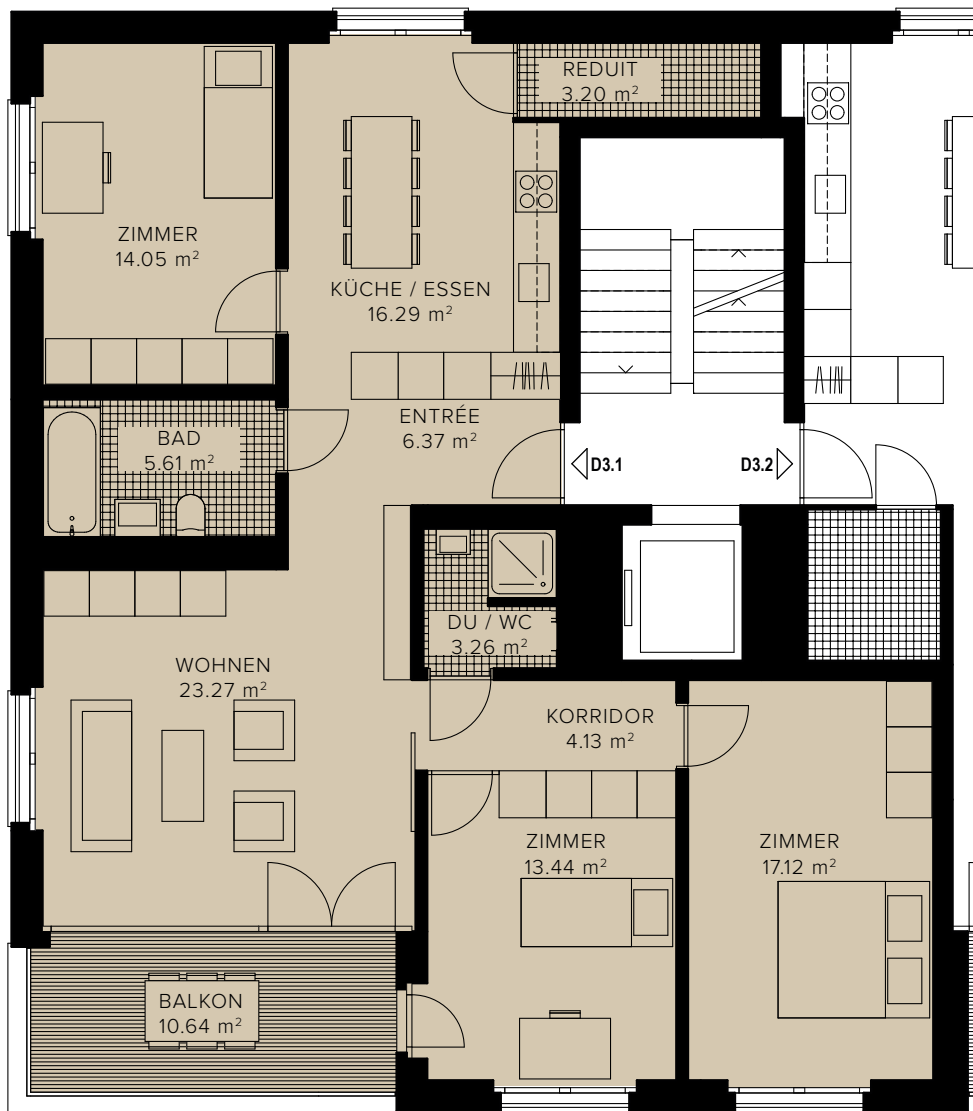 REDUIT
3.20 m²
ZIMMER
14.05 m²
KÜCHE / ESSEN
16.29 m²
ENTRÉE
6.37 m²
BAD
5.61 m²
D3.1
D3.2
DU / WC
3.26 m²
WOHNEN
23.27 m²
KORRIDOR
4.13 m²
ZIMMER
13.44 m²
ZIMMER
17.12 m²
BALKON
10.64 m²